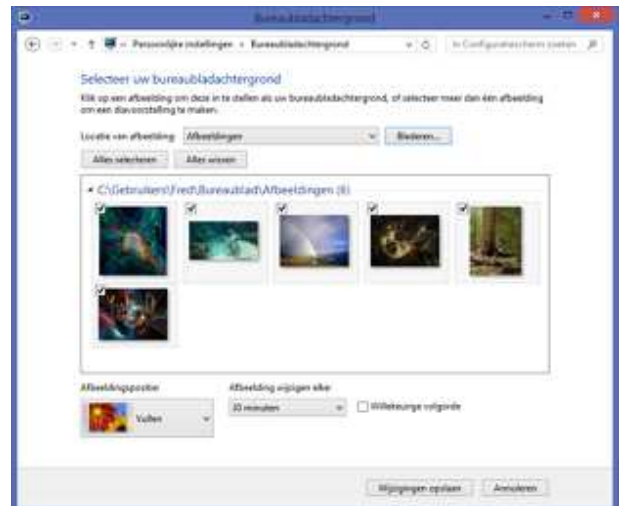 Bureaubladachtergrond
Persoonlijke instellingen Bureaubladachtergrond In Configuratiescherm zoeken
Selecteer uw bureaubladachtergrond
Klik op een afbeelding om deze in te stellen als uw bureaubladachtergrond, of selecteer meer dan één afbeelding
om een diavoorstelling te maken.
Locatie van afbeelding: Afbeeldingen Bladeren...
Alles selecteren Alles wissen
C:\Gebruikers\Fred\Bureaublad\Afbeeldingen (6)
Afbeeldingspositie Afbeelding wijzigen elke
Vullen 30 minuten Willekeurige volgorde
Wijzigingen opslaan Annuleren